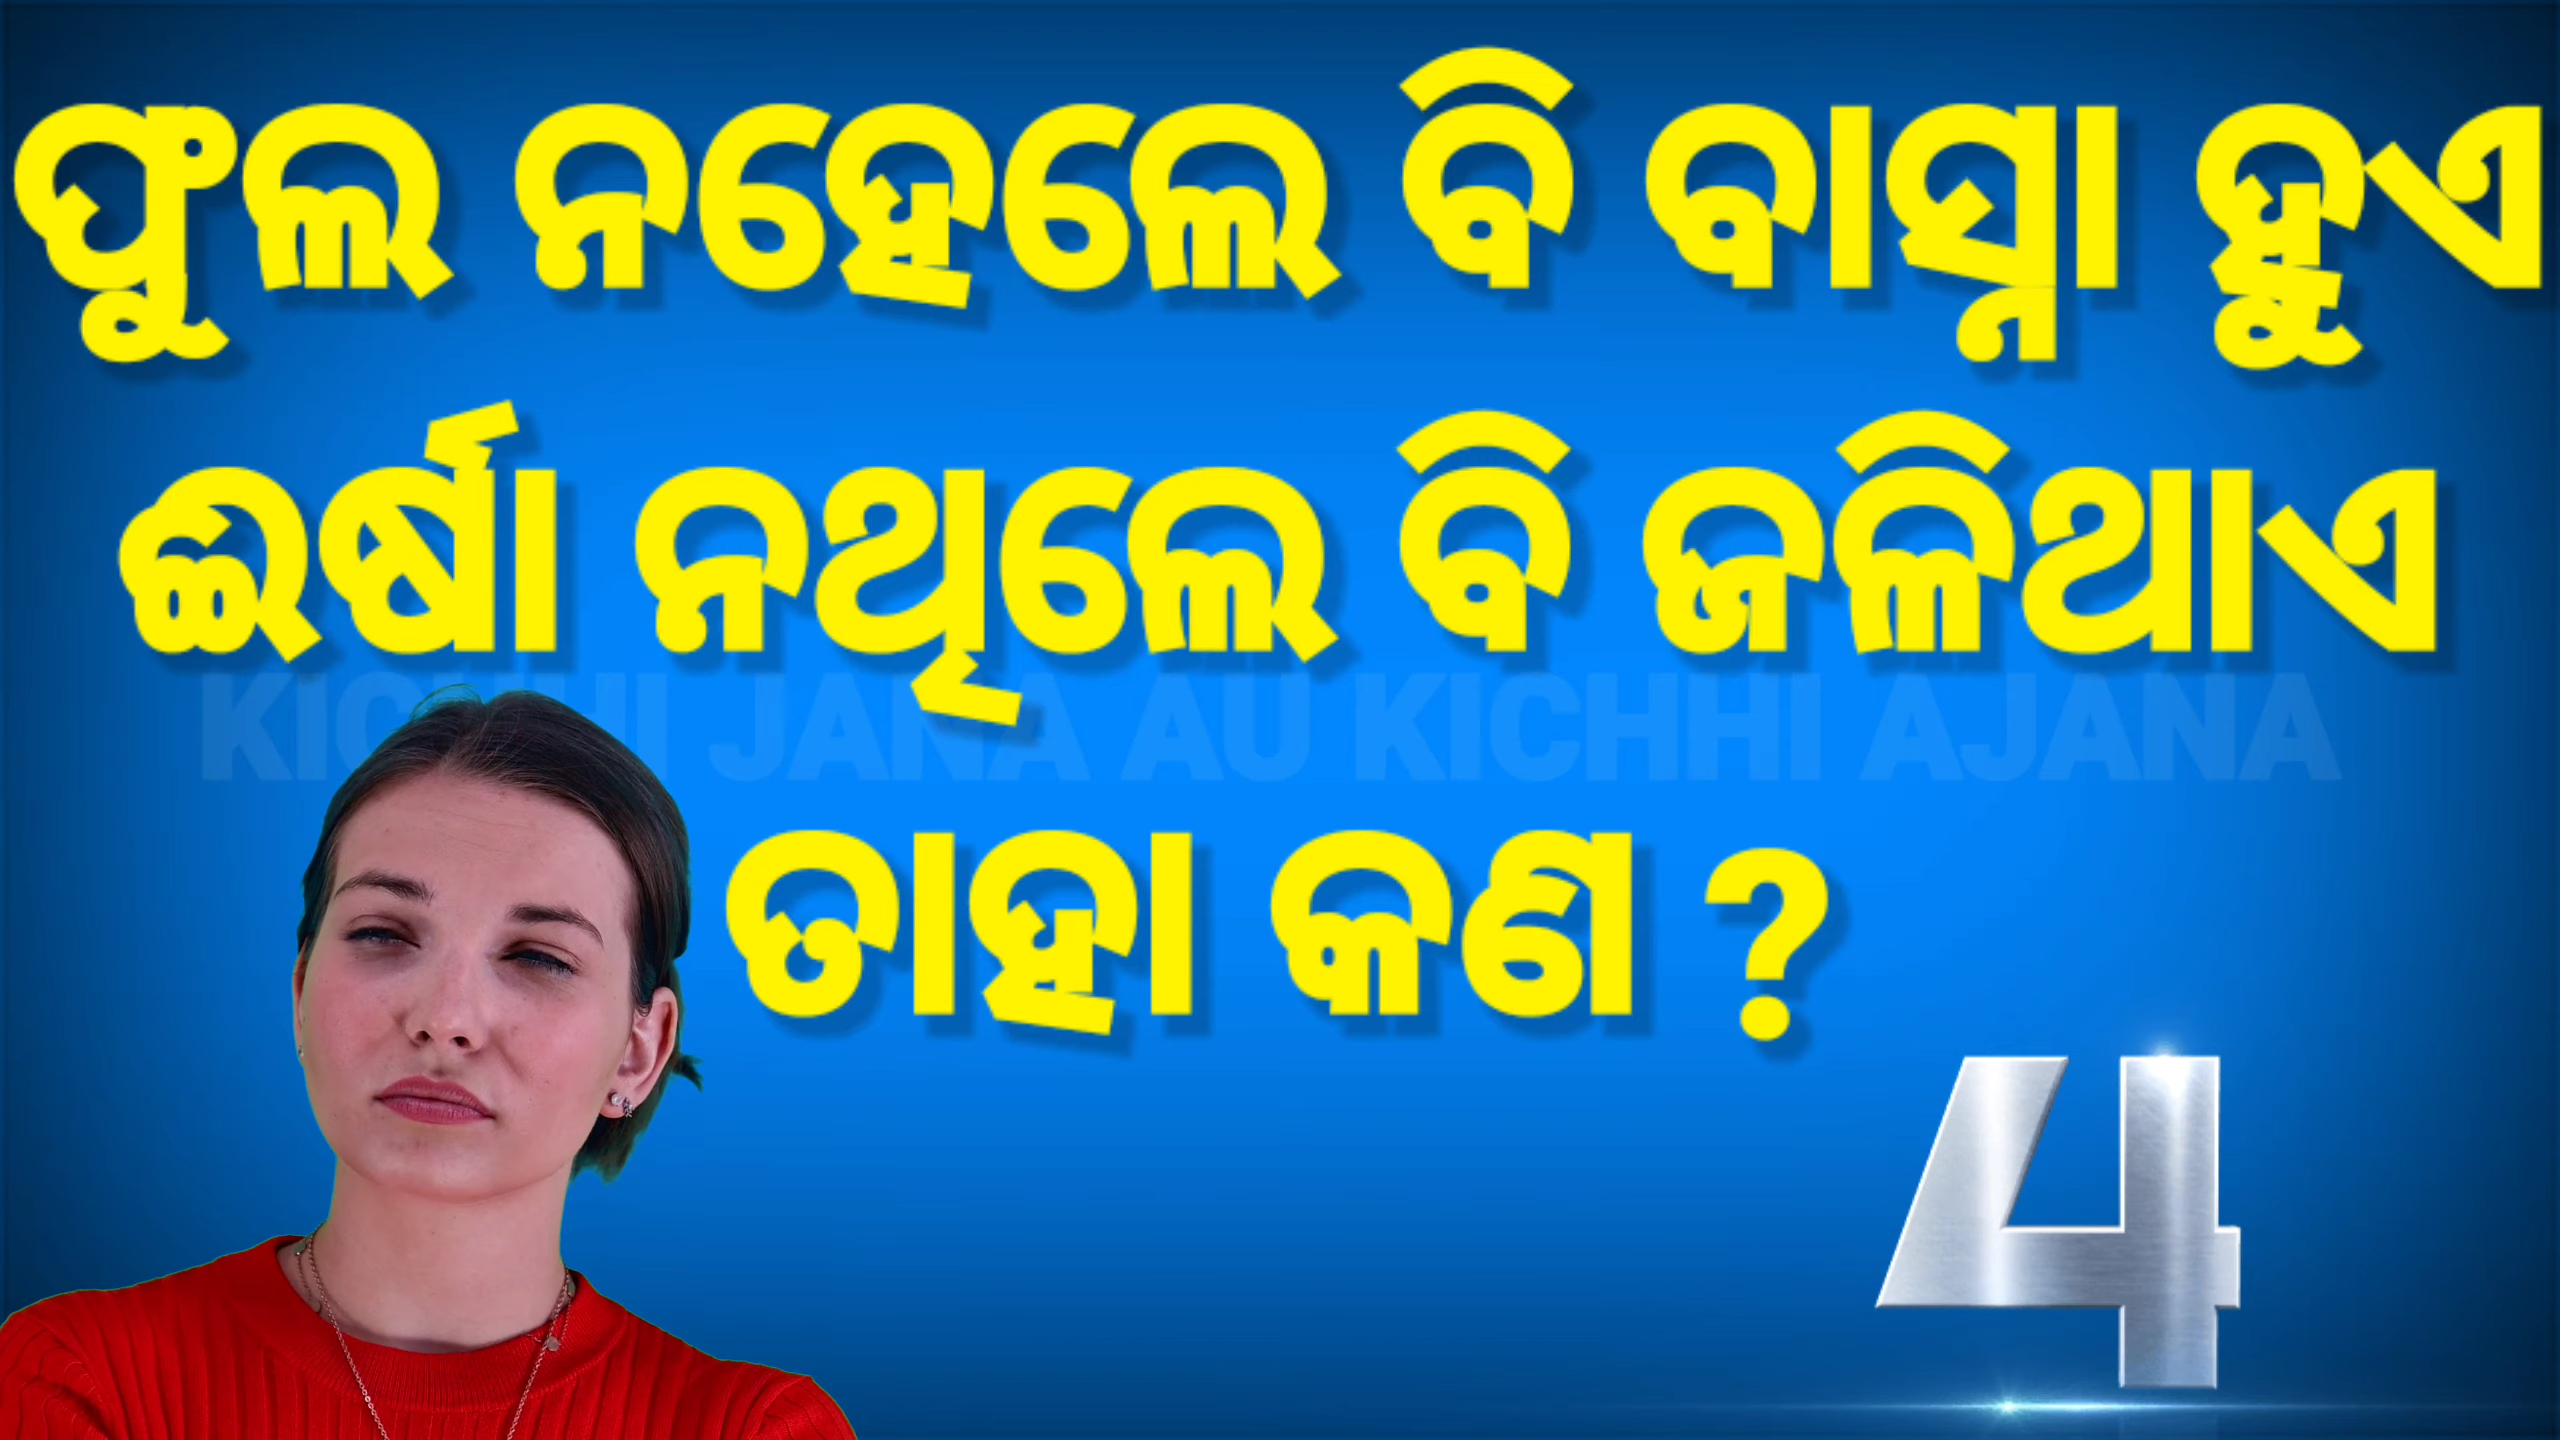 ଫୁଲ ନହେଲେ ବି ବାସ୍ନା ହୁଏ
ଈର୍ଷା ନଥିଲେ ବି ଜଳିଥାଏ
KICHHI JANA AU KICHHI AJANA
ତାହା କଣ ?
4